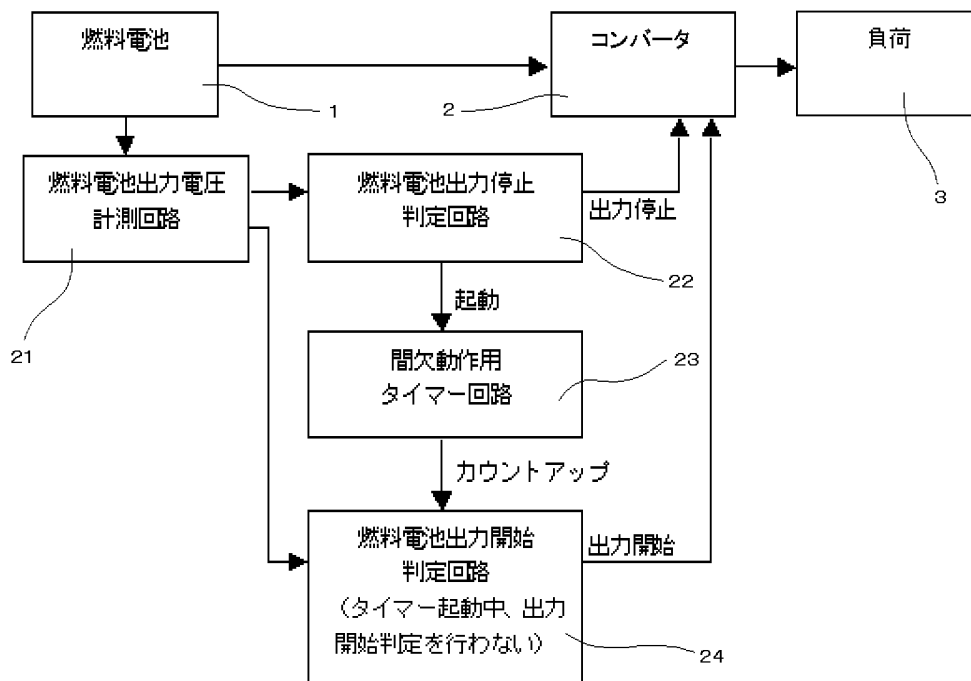 燃料電池
コンバータ
負荷
1
2
3
燃料電池出力電圧
計測回路
燃料電池出力停止
判定回路
出力停止
21
22
起動
間欠動作用
タイマー回路
23
カウントアップ
燃料電池出力開始
判定回路
(タイマー起動中、出力
開始判定を行わない)
出力開始
24